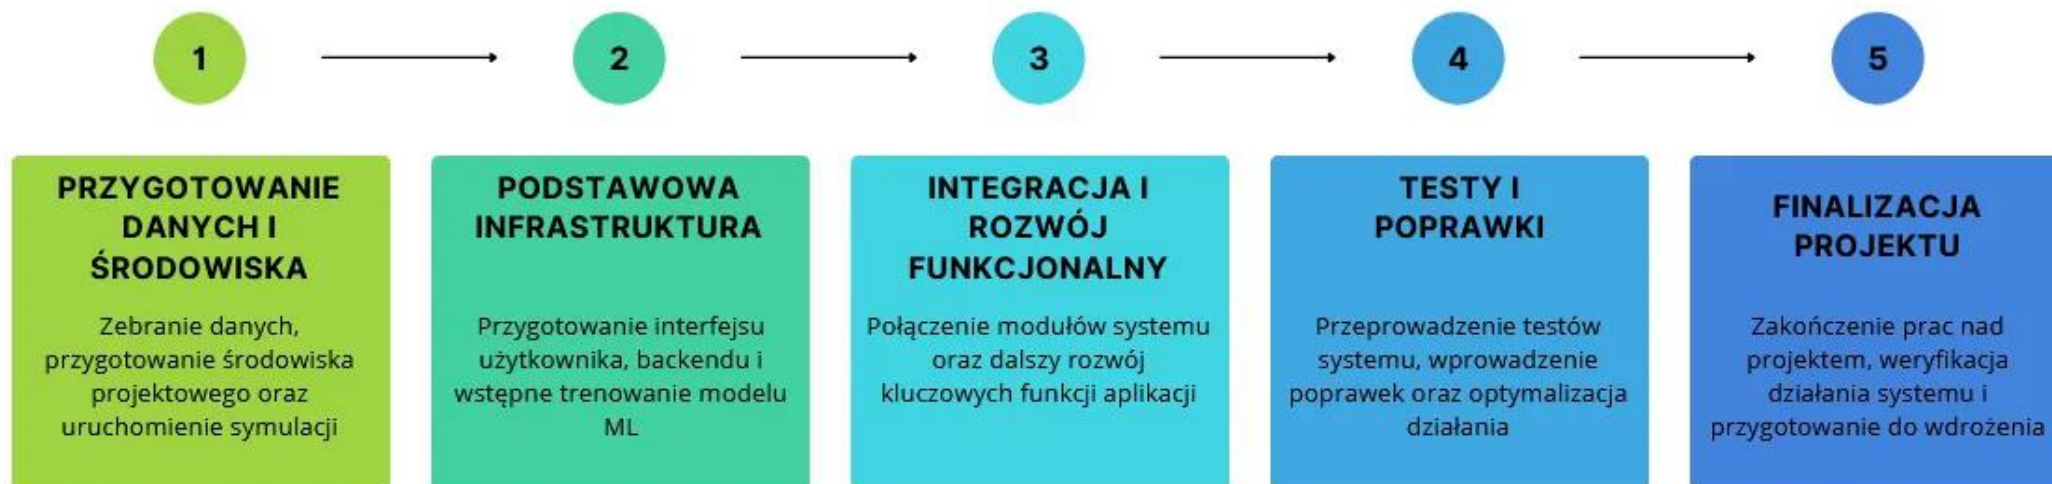 1
2
3
4
5
PRZYGOTOWANIE
DANYCH I
ŚRODOWISKA
Zebranie danych,
przygotowanie środowiska
projektowego oraz
uruchomienie symulacji
PODSTAWOWA
INFRASTRUKTURA
Przygotowanie interfejsu
użytkownika, backendu i
wstępne trenowanie modelu
ML
INTEGRACJA I
ROZWÓJ
FUNKCJONALNY
Połączenie modułów systemu
oraz dalszy rozwój
kluczowych funkcji aplikacji
TESTY I
POPRAWKI
Przeprowadzenie testów
systemu, wprowadzenie
poprawek oraz optymalizacja
działania
FINALIZACJA
PROJEKTU
Zakończenie prac nad
projektem, weryfikacja
działania systemu i
przygotowanie do wdrożenia